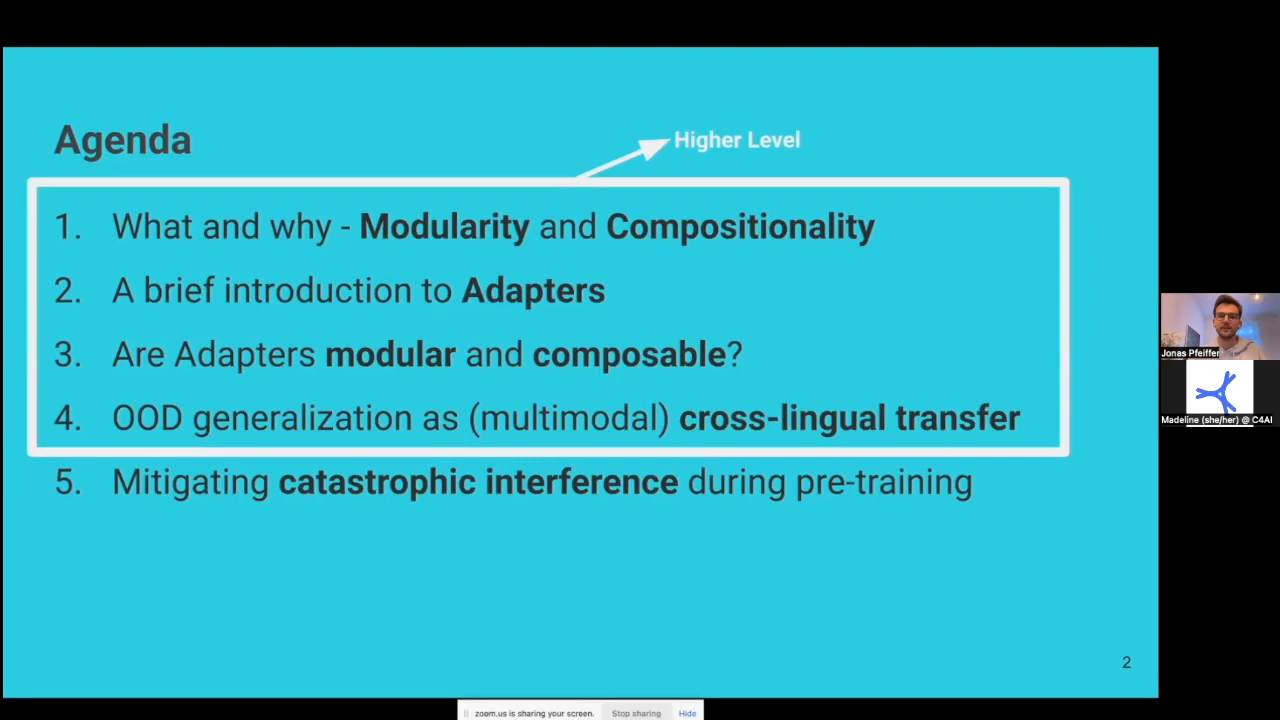 Agenda
Higher Level
1. What and why - Modularity and Compositionality
2. A brief introduction to Adapters
3. Are Adapters modular and composable?
4. OOD generalization as (multimodal) cross-lingual transfer
5. Mitigating catastrophic interference during pre-training
2
Jonas Pfeiffer
Madeline (she/her) @ C4AI
zoom.us is sharing your screen. Stop sharing Hide